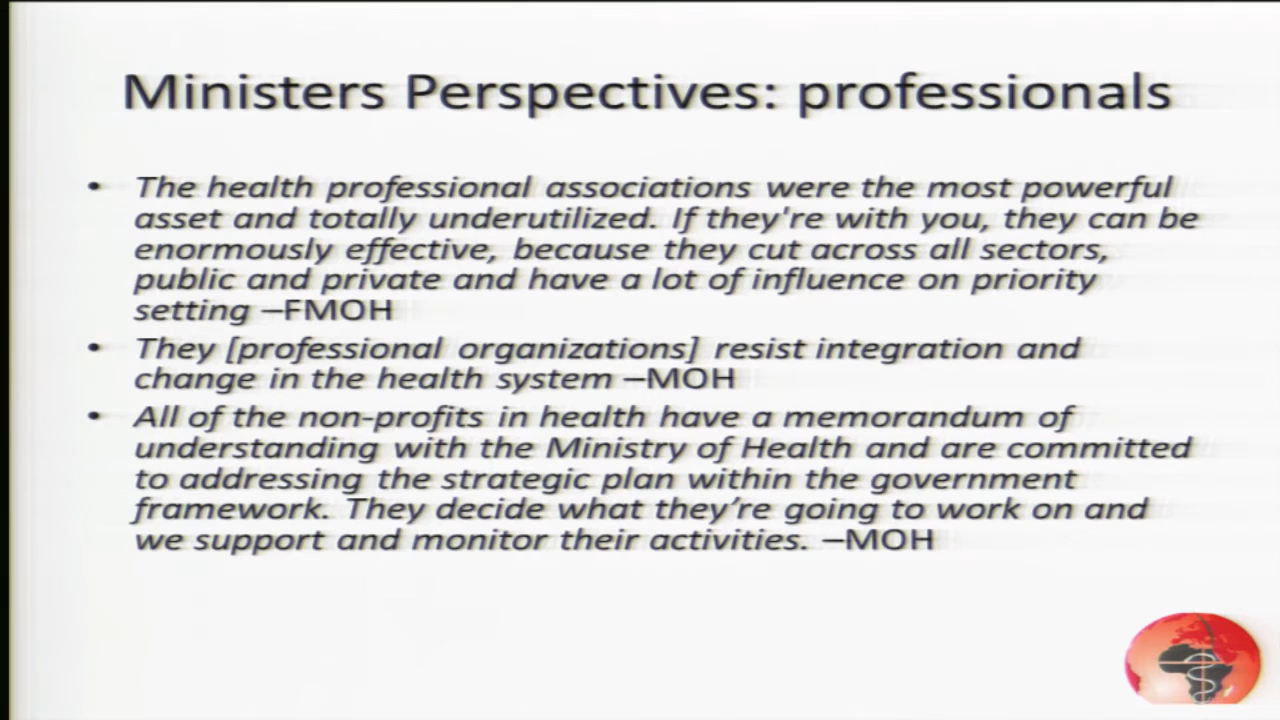 Ministers Perspectives: professionals
• The health professional associations were the most powerful
asset and totally underutilized. If they're with you, they can be
enormously effective, because they cut across all sectors,
public and private and have a lot of influence on priority
setting –FMOH
• They [professional organizations] resist integration and
change in the health system –MOH
• All of the non-profits in health have a memorandum of
understanding with the Ministry of Health and are committed
to addressing the strategic plan within the government
framework. They decide what they’re going to work on and
we support and monitor their activities. –MOH